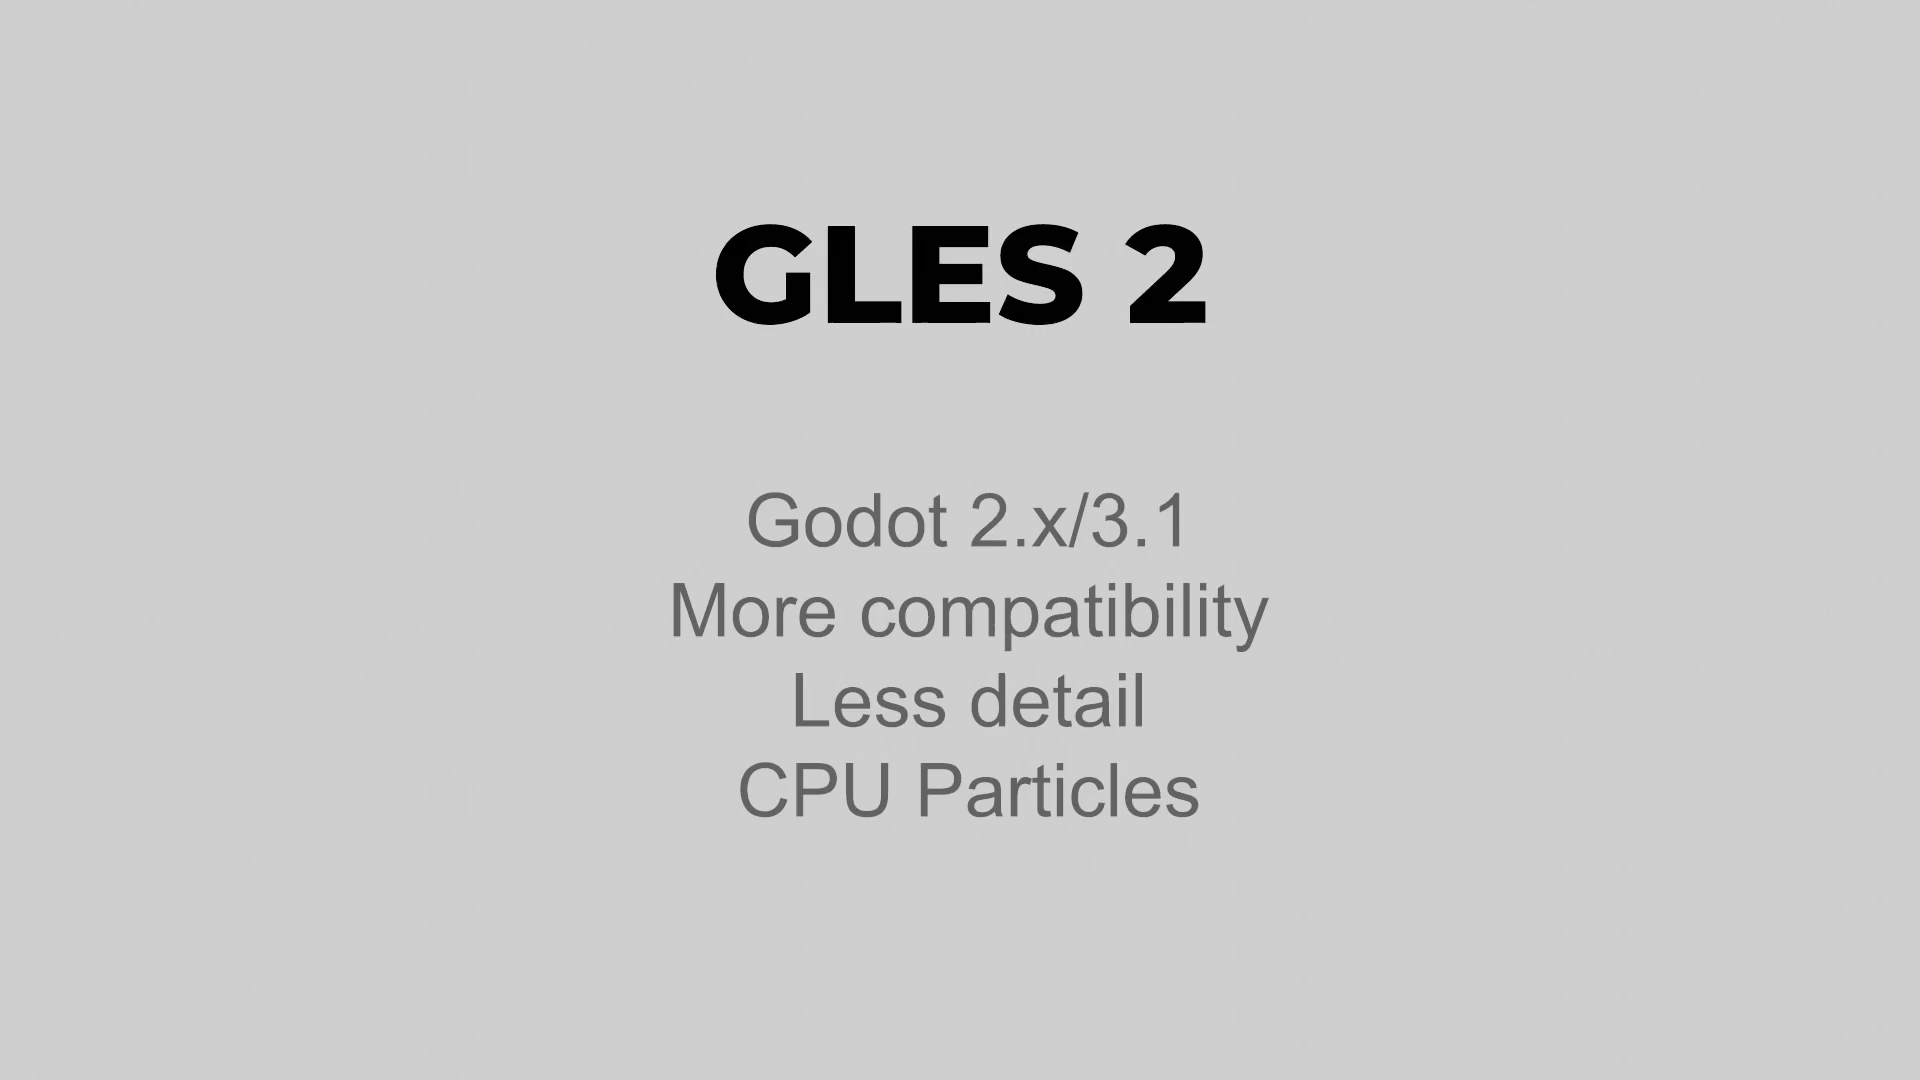 GLES 2
Godot 2.x/3.1
More compatibility
Less detail
CPU Particles